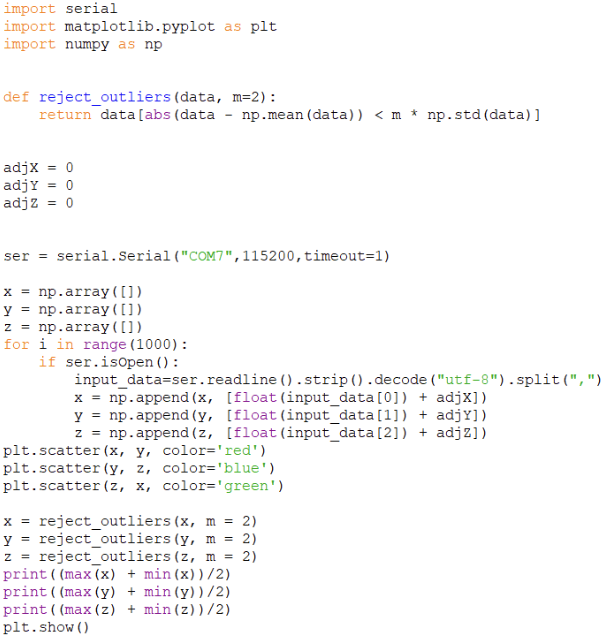 import serial
import matplotlib.pyplot as plt
import numpy as np
def reject_outliers(data, m=2):
    return data[abs(data - np.mean(data)) < m * np.std(data)]
adjX = 0
adjY = 0
adjZ = 0
ser = serial.Serial("COM7",115200,timeout=1)
x = np.array([])
y = np.array([])
z = np.array([])
for i in range(1000):
    if ser.isOpen():
        input_data=ser.readline().strip().decode("utf-8").split(",")
        x = np.append(x, [float(input_data[0]) + adjX])
        y = np.append(y, [float(input_data[1]) + adjY])
        z = np.append(z, [float(input_data[2]) + adjZ])
plt.scatter(x, y, color='red')
plt.scatter(y, z, color='blue')
plt.scatter(z, x, color='green')
x = reject_outliers(x, m = 2)
y = reject_outliers(y, m = 2)
z = reject_outliers(z, m = 2)
print((max(x) + min(x))/2)
print((max(y) + min(y))/2)
print((max(z) + min(z))/2)
plt.show()